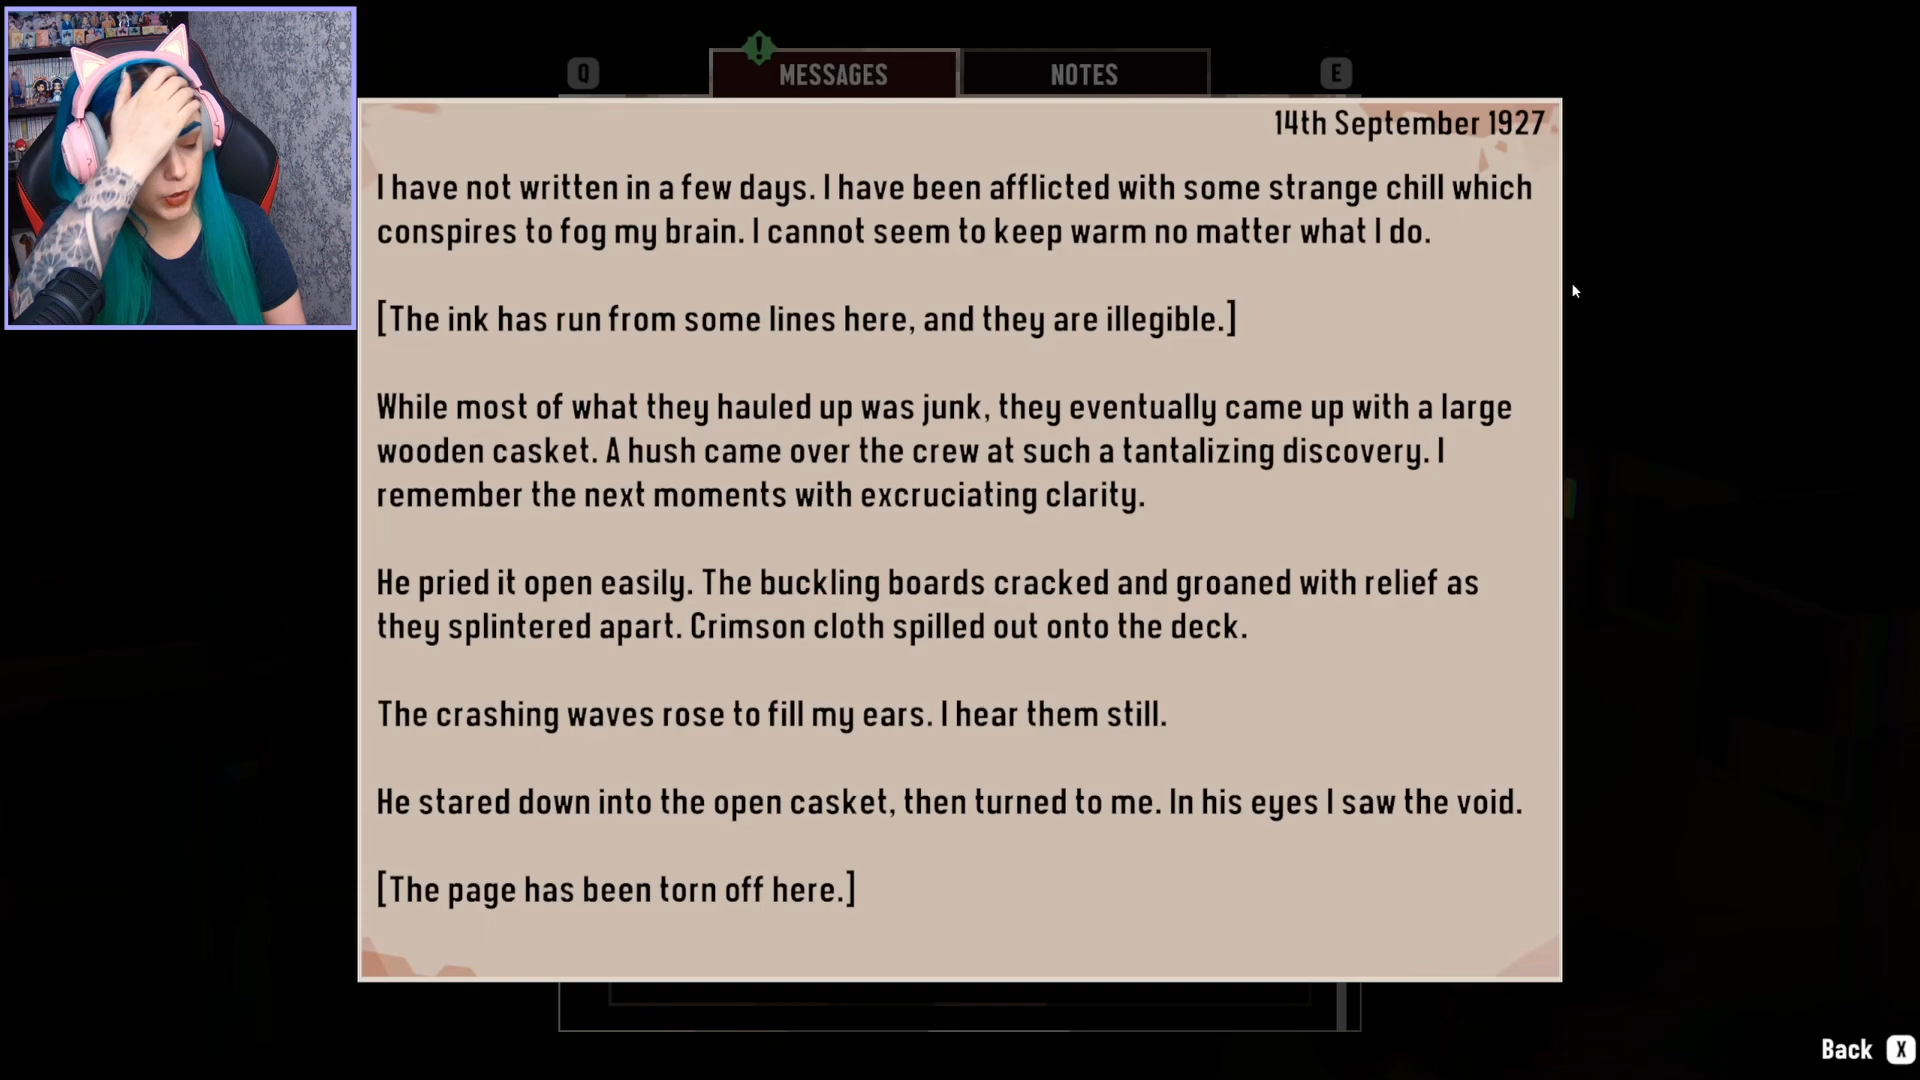 Q
!
MESSAGES
NOTES
E
14th September 1927
I have not written in a few days. I have been afflicted with some strange chill which
conspires to fog my brain. I cannot seem to keep warm no matter what I do.
[The ink has run from some lines here, and they are illegible.]
While most of what they hauled up was junk, they eventually came up with a large
wooden casket. A hush came over the crew at such a tantalizing discovery. I
remember the next moments with excruciating clarity.
He pried it open easily. The buckling boards cracked and groaned with relief as
they splintered apart. Crimson cloth spilled out onto the deck.
The crashing waves rose to fill my ears. I hear them still.
He stared down into the open casket, then turned to me. In his eyes I saw the void.
[The page has been torn off here.]
Back X